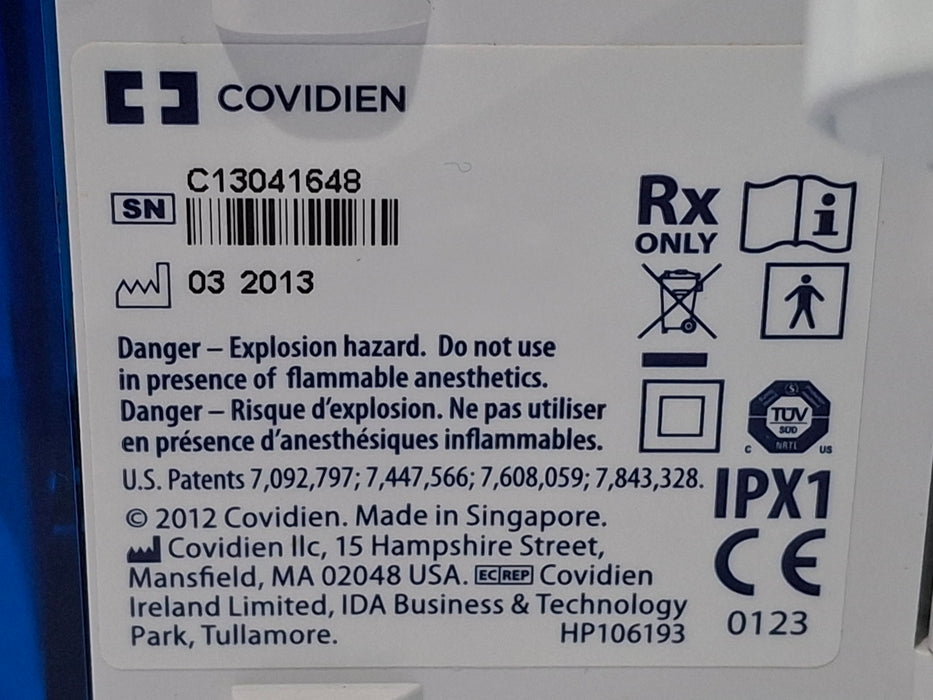 COVIDIEN
SN C13041648
03 2013
Rx
ONLY
Danger – Explosion hazard. Do not use
in presence of flammable anesthetics.
Danger – Risque d'explosion. Ne pas utiliser
en présence d'anesthésiques inflammables.
TÜV
SÜD
NRTL
C US
U.S. Patents 7,092,797; 7,447,566; 7,608,059; 7,843,328.
IPX1
© 2012 Covidien. Made in Singapore.
Covidien llc, 15 Hampshire Street,
Mansfield, MA 02048 USA. EC REP Covidien
Ireland Limited, IDA Business & Technology
Park, Tullamore. HP106193
CE
0123